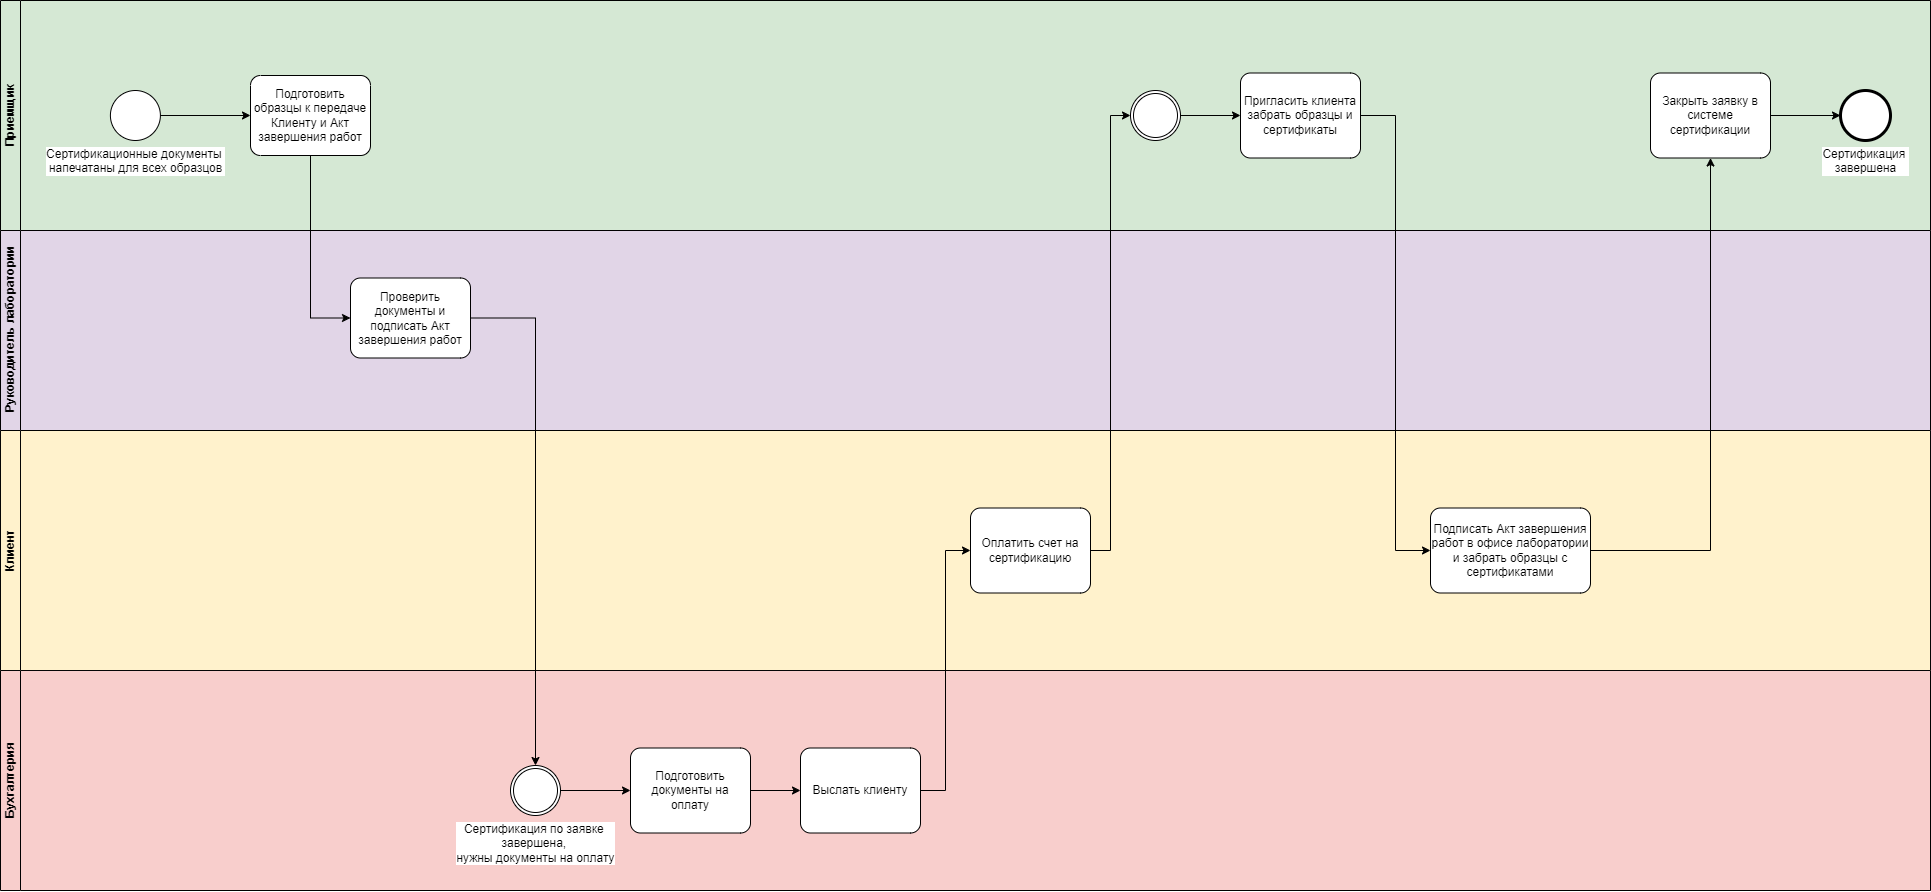 Приемщик
Сертификационные документы
напечатаны для всех образцов
Подготовить
образцы к передаче
Клиенту и Акт
завершения работ
Пригласить клиента
забрать образцы и
сертификаты
Закрыть заявку в
системе
сертификации
Сертификация
завершена
Руководитель лаборатории
Проверить
документы и
подписать Акт
завершения работ
Клиент
Оплатить счет на
сертификацию
Подписать Акт завершения
работ в офисе лаборатории
и забрать образцы с
сертификатами
Бухгалтерия
Сертификация по заявке
завершена,
нужны документы на оплату
Подготовить
документы на
оплату
Выслать клиенту